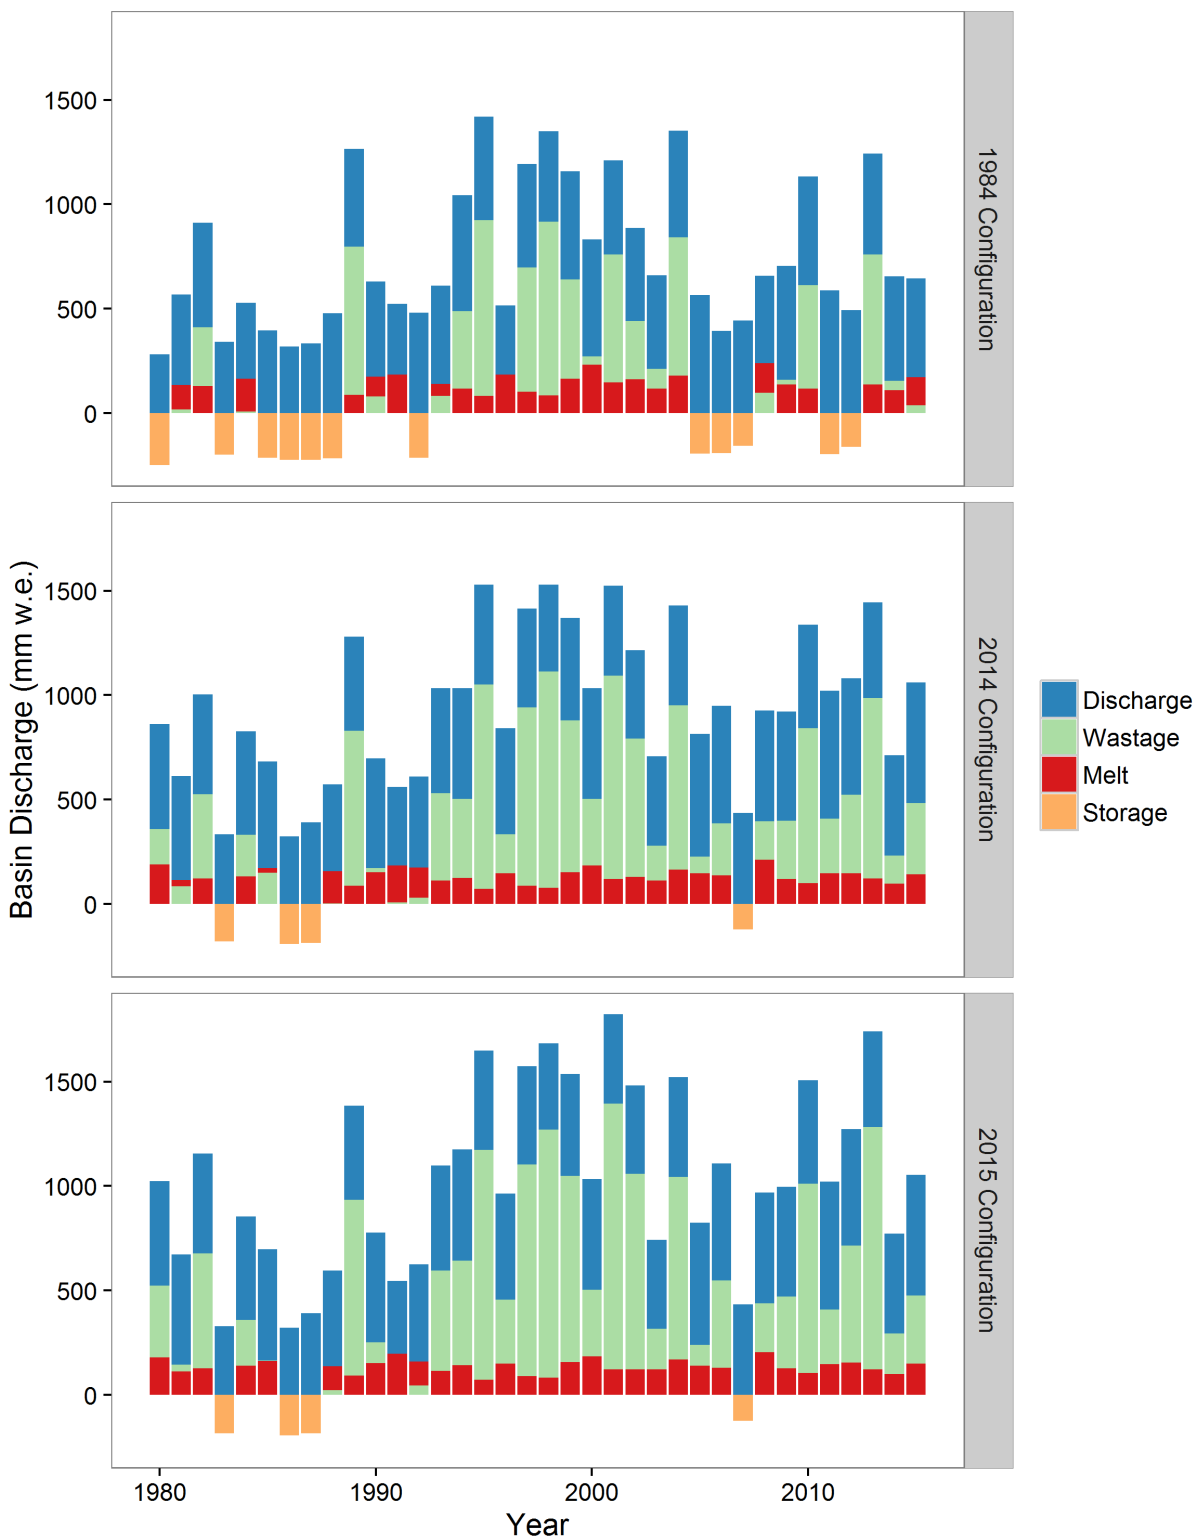 1500
1000
500
0
1984 Configuration
Basin Discharge (mm w.e.)
1500
1000
500
0
2014 Configuration
Discharge
Wastage
Melt
Storage
1500
1000
500
0
2015 Configuration
1980 1990 2000 2010
Year